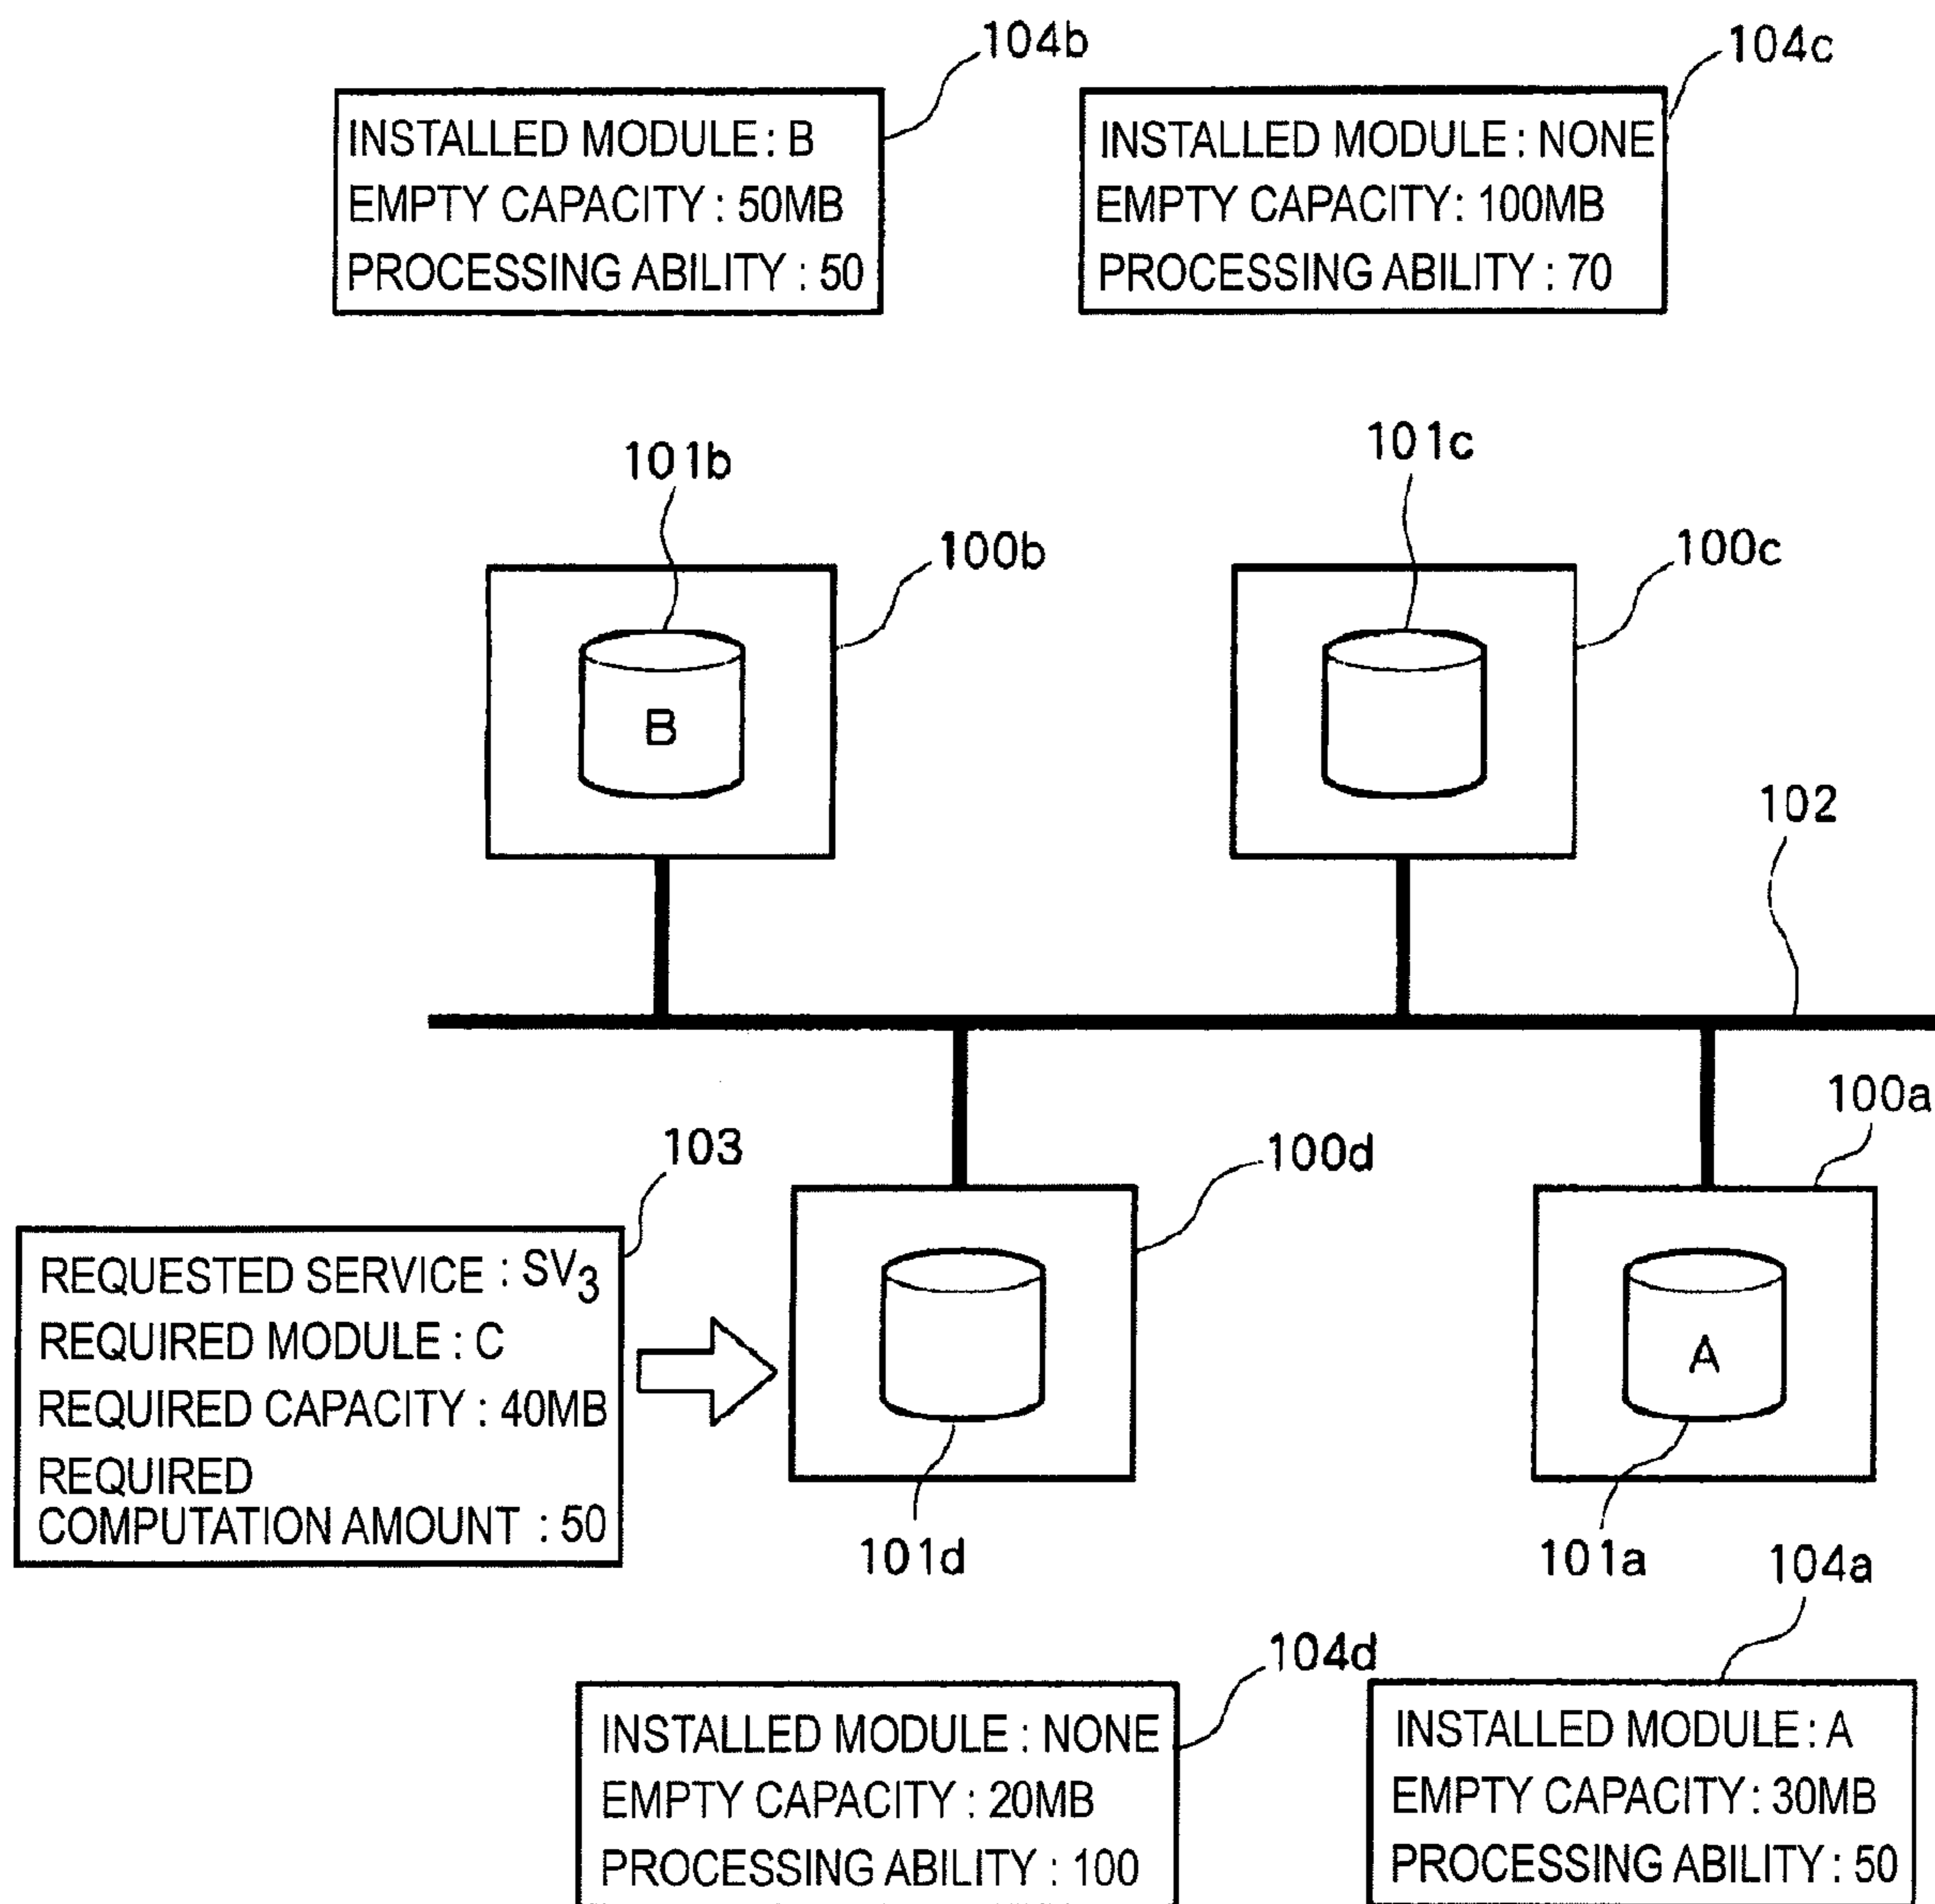 104b
104c
INSTALLED MODULE : B
EMPTY CAPACITY : 50MB
PROCESSING ABILITY : 50
INSTALLED MODULE : NONE
EMPTY CAPACITY : 100MB
PROCESSING ABILITY : 70
101b
101c
100b
100c
B
102
100a
103
100d
REQUESTED SERVICE : SV3
REQUIRED MODULE : C
REQUIRED CAPACITY : 40MB
REQUIRED
COMPUTATION AMOUNT : 50
A
101d
101a
104a
104d
INSTALLED MODULE : NONE
EMPTY CAPACITY : 20MB
PROCESSING ABILITY : 100
INSTALLED MODULE : A
EMPTY CAPACITY : 30MB
PROCESSING ABILITY : 50